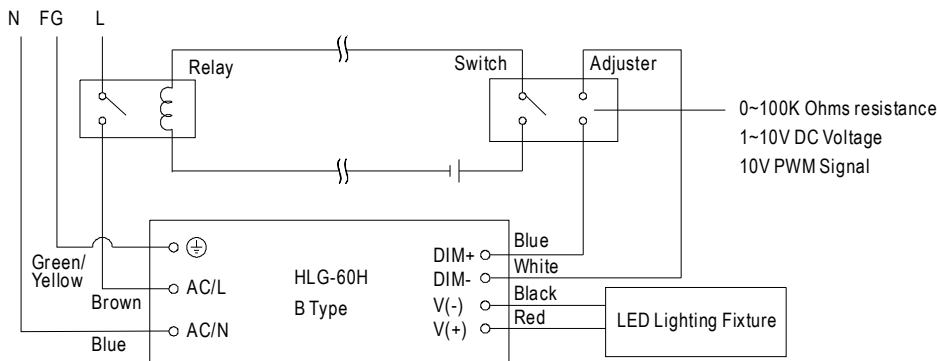 N FG L
Relay
Switch
Adjuster
0~100K Ohms resistance
1~10V DC Voltage
10V PWM Signal
Green/
Yellow
Brown
Blue
AC/L
AC/N
HLG-60H
B Type
DIM+
DIM-
V(-)
V(+)
Blue
White
Black
Red
LED Lighting Fixture